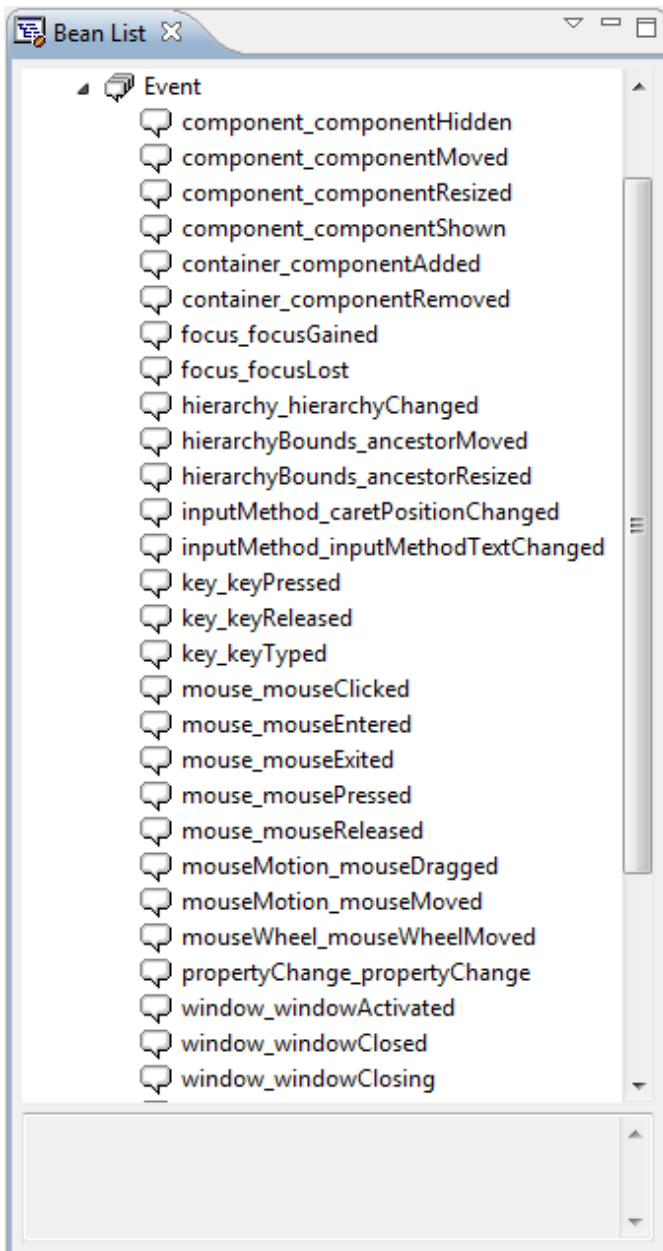 Bean List
Event
component_componentHidden
component_componentMoved
component_componentResized
component_componentShown
container_componentAdded
container_componentRemoved
focus_focusGained
focus_focusLost
hierarchy_hierarchyChanged
hierarchyBounds_ancestorMoved
hierarchyBounds_ancestorResized
inputMethod_caretPositionChanged
inputMethod_inputMethodTextChanged
key_keyPressed
key_keyReleased
key_keyTyped
mouse_mouseClicked
mouse_mouseEntered
mouse_mouseExited
mouse_mousePressed
mouse_mouseReleased
mouseMotion_mouseDragged
mouseMotion_mouseMoved
mouseWheel_mouseWheelMoved
propertyChange_propertyChange
window_windowActivated
window_windowClosed
window_windowClosing